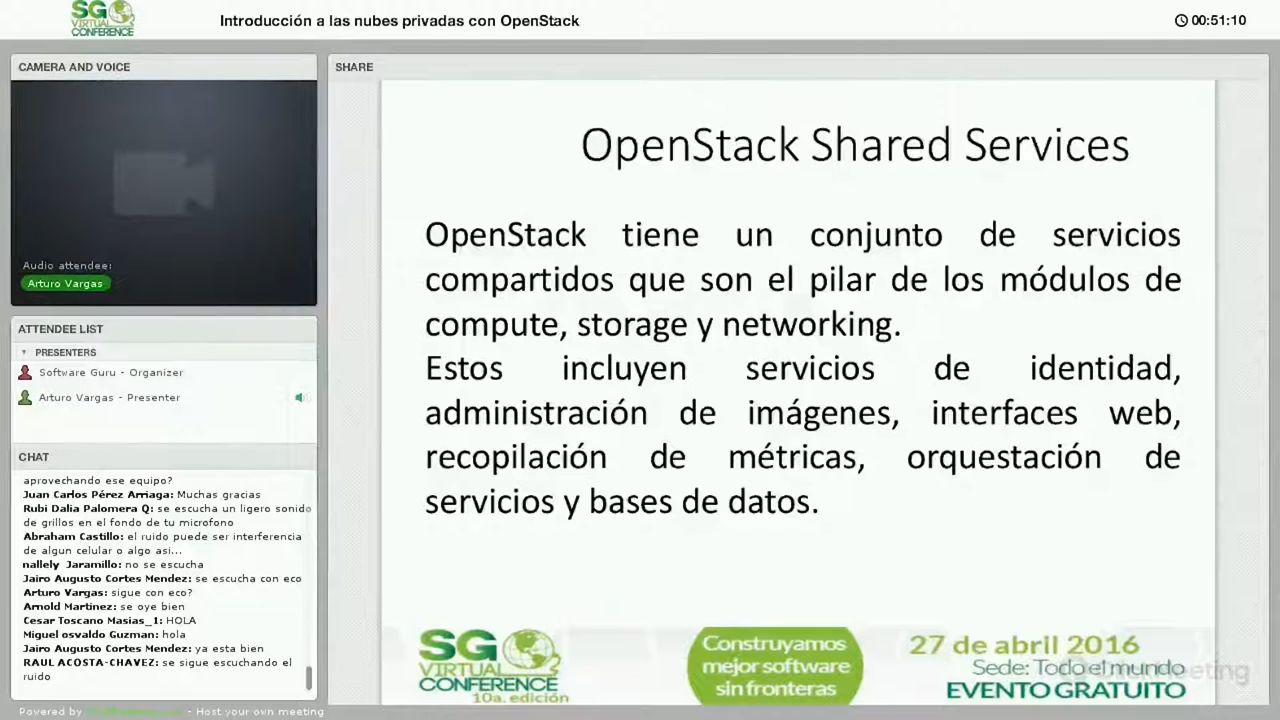 SG
VIRTUAL
CONFERENCE
Introducción a las nubes privadas con OpenStack
00:51:10
CAMERA AND VOICE
Audio attendee:
Arturo Vargas
ATTENDEE LIST
PRESENTERS
Software Guru - Organizer
Arturo Vargas - Presenter
CHAT
aprovechando ese equipo?
Juan Carlos Pérez Arriaga: Muchas gracias
Rubi Dalia Palomera Q: se escucha un ligero sonido
de grillos en el fondo de tu microfono
Abraham Castillo: el ruido puede ser interferencia
de algun celular o algo asi...
nallely Jaramillo: no se escucha
Jairo Augusto Cortes Mendez: se escucha con eco
Arturo Vargas: sigue con eco?
Arnold Martinez: se oye bien
Cesar Toscano Masias_1: HOLA
Miguel osvaldo Guzman: hola
Jairo Augusto Cortes Mendez: ya esta bien
RAUL ACOSTA-CHAVEZ: se sigue escuchando el
ruido
Powered by - Host your own meeting
SHARE
OpenStack Shared Services
OpenStack tiene un conjunto de servicios
compartidos que son el pilar de los módulos de
compute, storage y networking.
Estos incluyen servicios de identidad,
administración de imágenes, interfaces web,
recopilación de métricas, orquestación de
servicios y bases de datos.
SG
VIRTUAL
CONFERENCE
10a. edición
Construyamos
mejor software
sin fronteras
27 de abril 2016
Sede: Todo el mundo
EVENTO GRATUITO